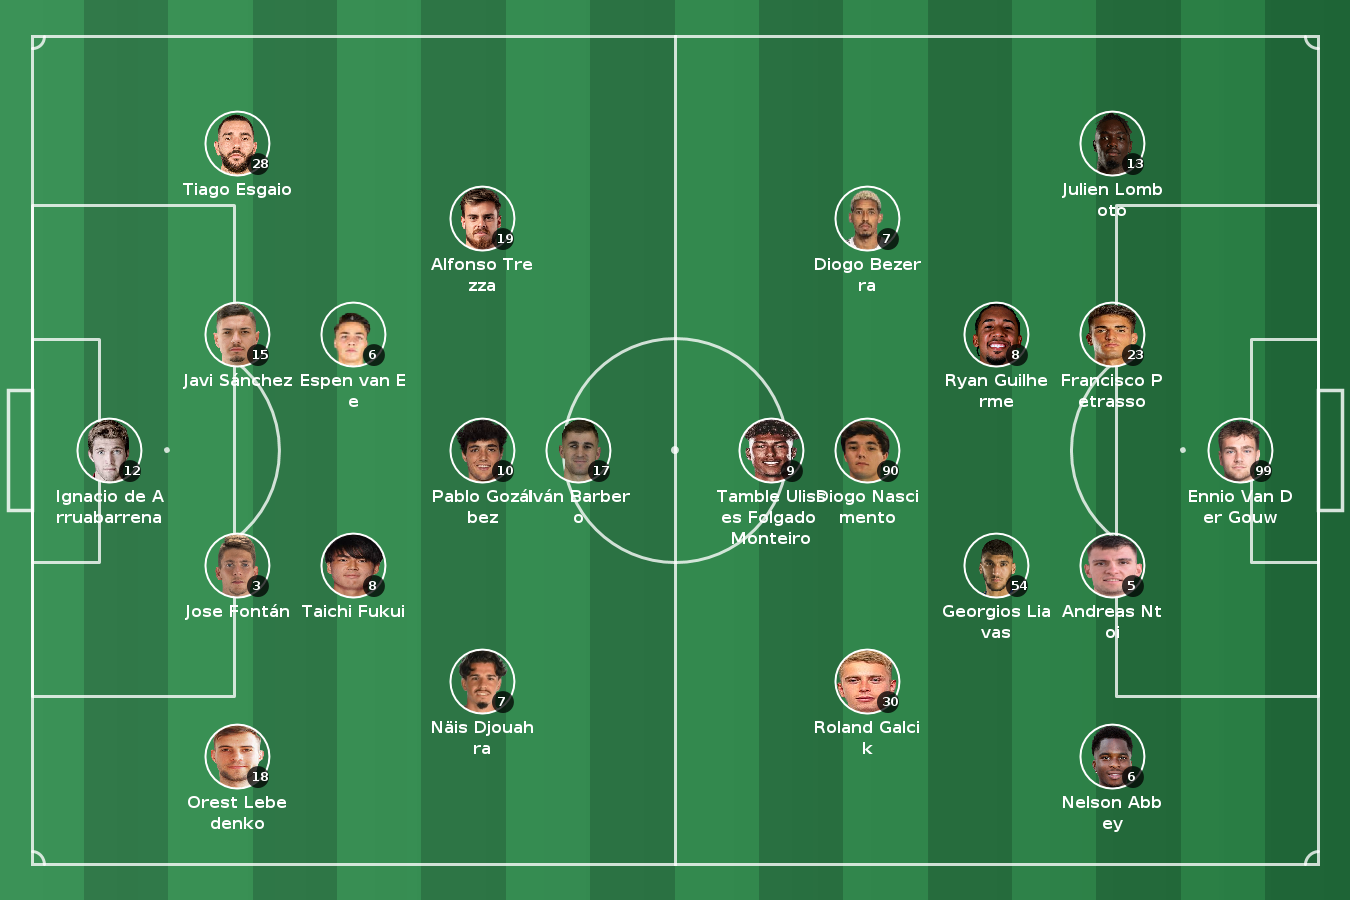 28
Tiago Esgaio
13
Julien Lomb
oto
19
Alfonso Tre
zza
7
Diogo Bezer
ra
15
Javi Sánchez
6
Espen van E
e
8
Ryan Guilhe
rme
23
Francisco P
etrasso
12
Ignacio de A
rruabarrena
10
Pablo Gozál
bez
17
Iván Barber
o
9
Tamble Uliss
es Folgado
Monteiro
90
Diogo Nasci
mento
99
Ennio Van D
er Gouw
3
Jose Fontán
8
Taichi Fukui
54
Georgios Lia
vas
5
Andreas Nt
oi
7
Näis Djouah
ra
30
Roland Galci
k
18
Orest Lebe
denko
6
Nelson Abb
ey